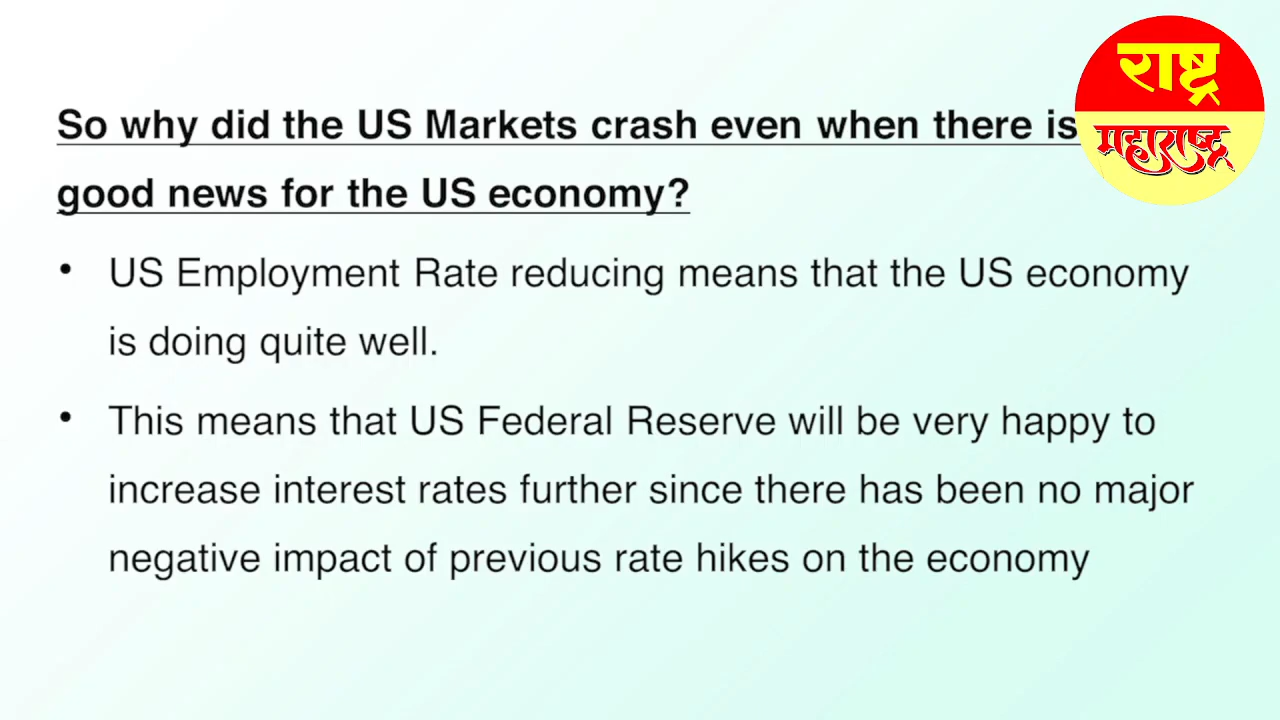 राष्ट्र
महाराष्ट्र
So why did the US Markets crash even when there is
good news for the US economy?
• US Employment Rate reducing means that the US economy
is doing quite well.
• This means that US Federal Reserve will be very happy to
increase interest rates further since there has been no major
negative impact of previous rate hikes on the economy